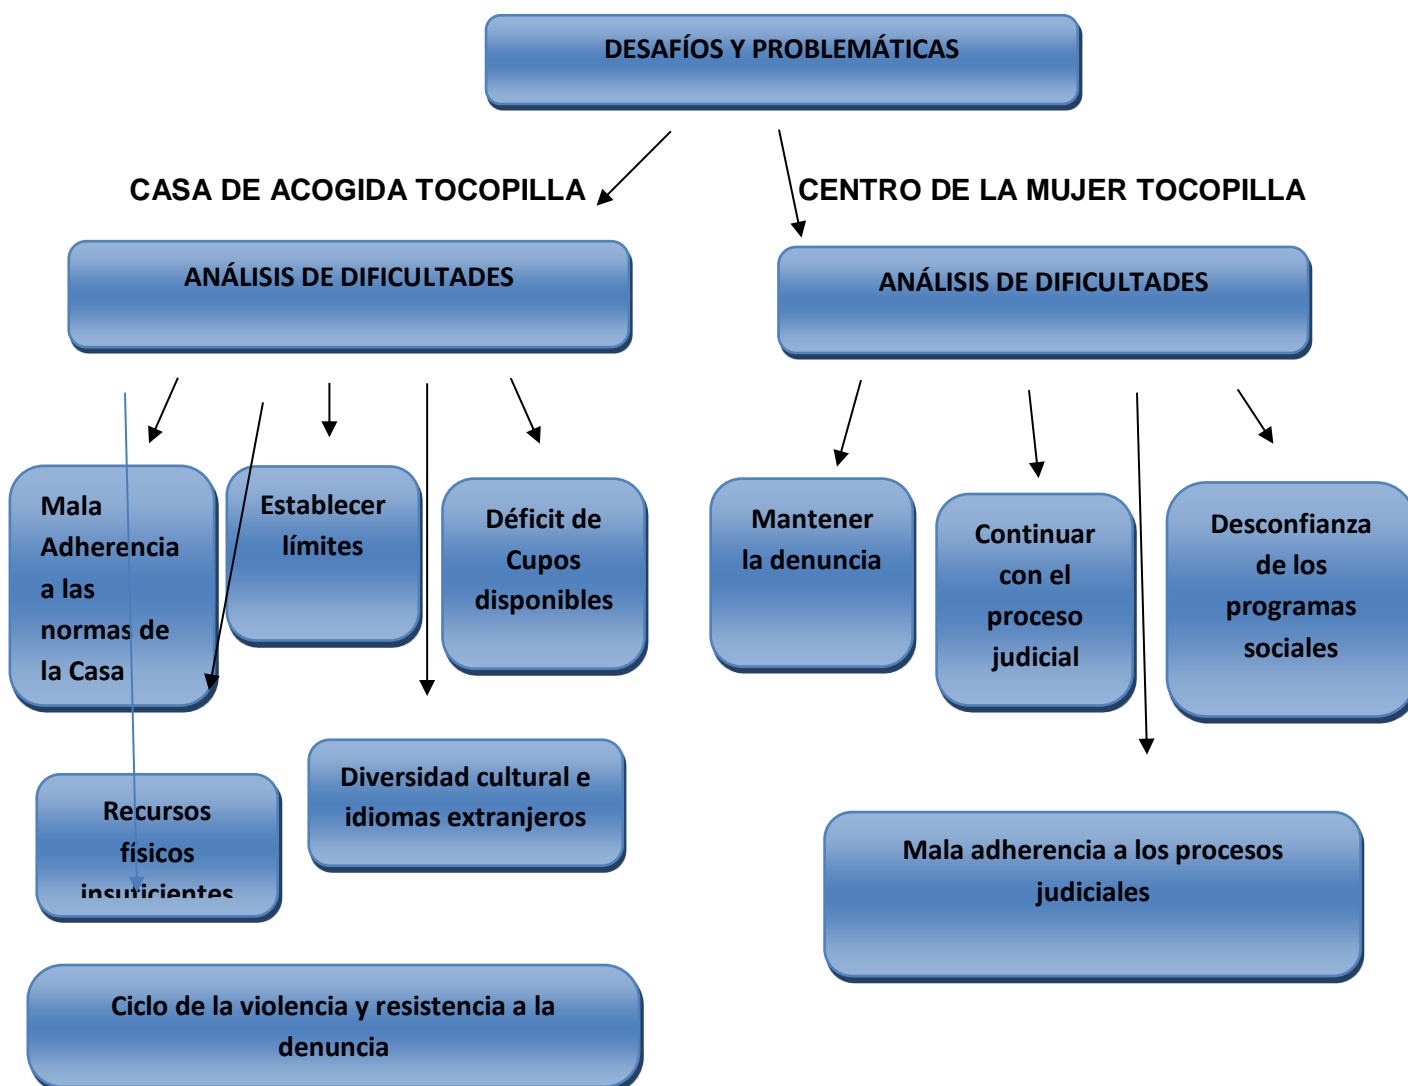 DESAFÍOS Y PROBLEMÁTICAS
CASA DE ACOGIDA TOCOPILLA
CENTRO DE LA MUJER TOCOPILLA
ANÁLISIS DE DIFICULTADES
ANÁLISIS DE DIFICULTADES
Mala
Adherencia
a las
normas de
la Casa
Establecer
límites
Déficit de
Cupos
disponibles
Mantener
la denuncia
Continuar
con el
proceso
judicial
Desconfianza
de los
programas
sociales
Recursos
físicos
insuficientes
Diversidad cultural e
idiomas extranjeros
Mala adherencia a los procesos
judiciales
Ciclo de la violencia y resistencia a la
denuncia